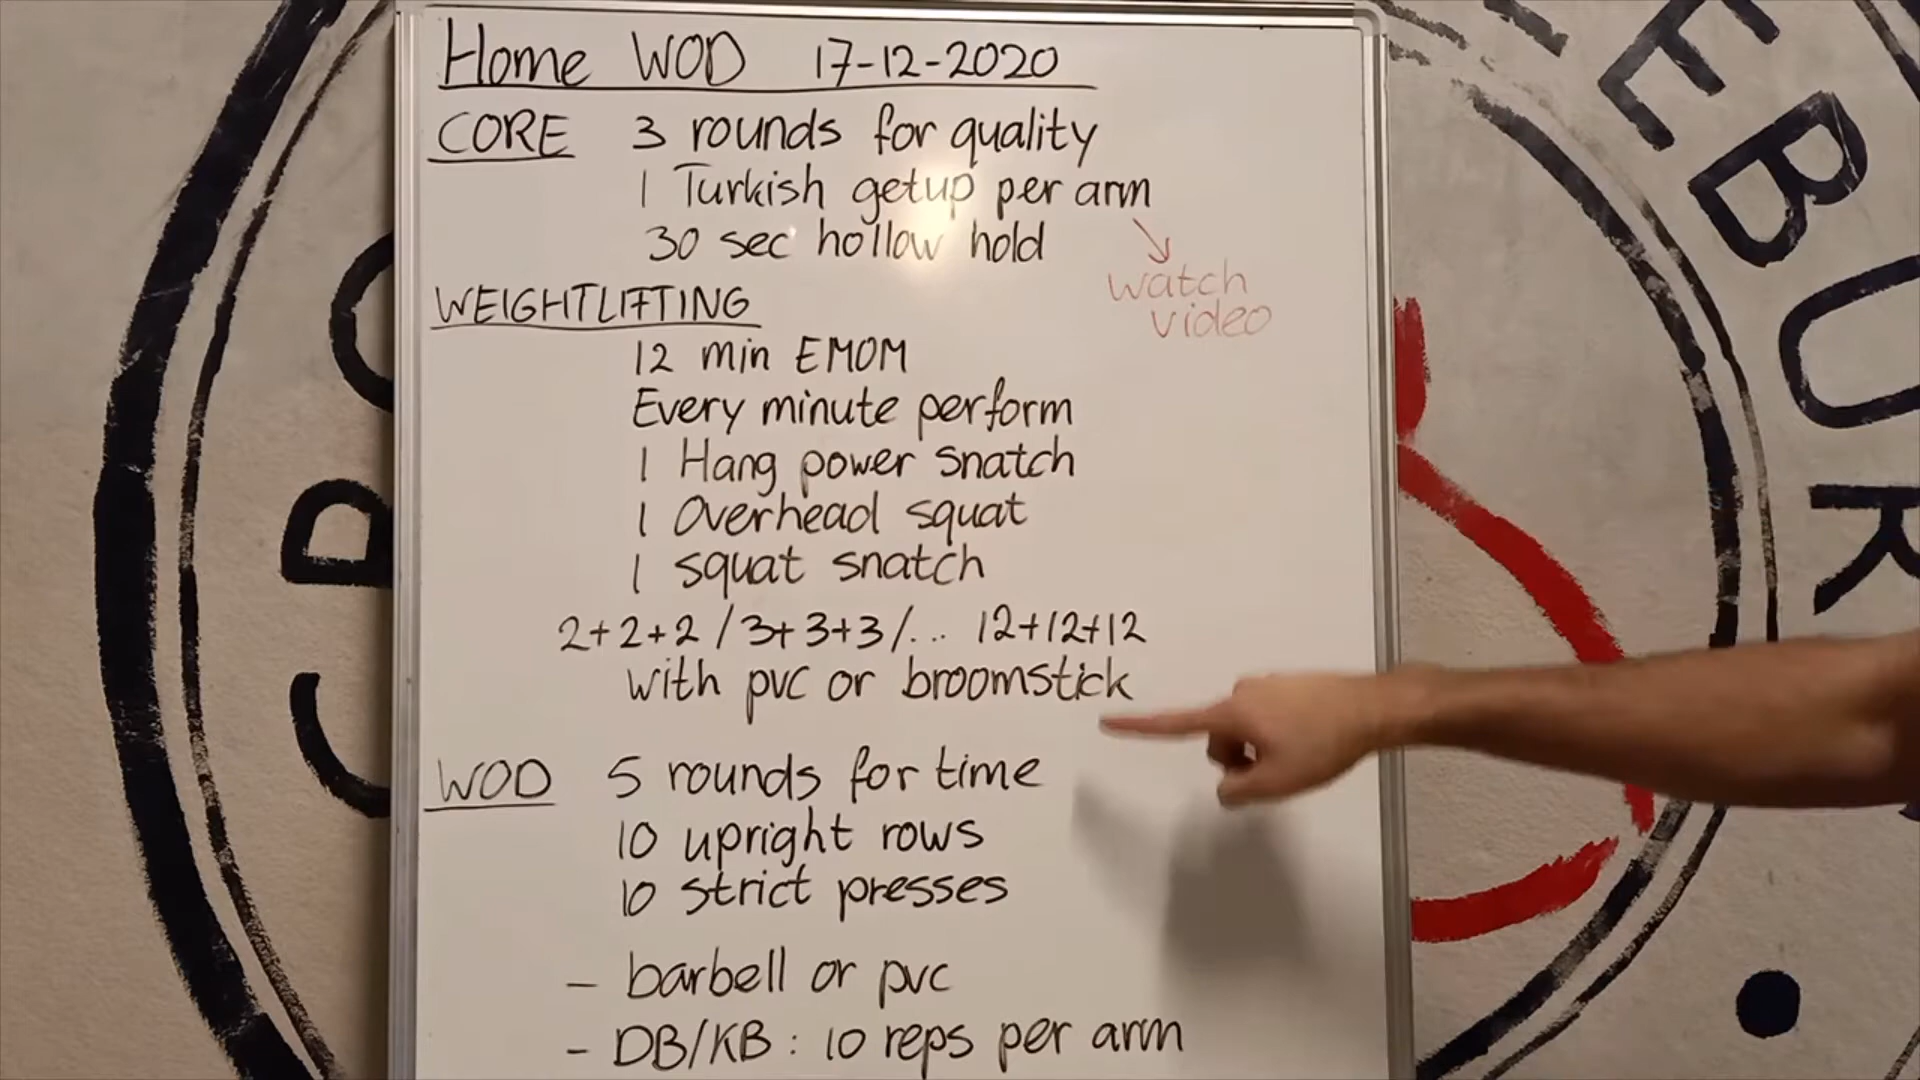 Home WOD 17-12-2020
CORE 3 rounds for quality
1 Turkish getup per arm
30 sec hollow hold
watch
video
WEIGHTLIFTING
12 min EMOM
Every minute perform
1 Hang power snatch
1 Overhead squat
1 squat snatch
2+2+2 / 3+3+3 / ... 12+12+12
with pvc or broomstick
WOD 5 rounds for time
10 upright rows
10 strict presses
- barbell or pvc
- DB/KB : 10 reps per arm